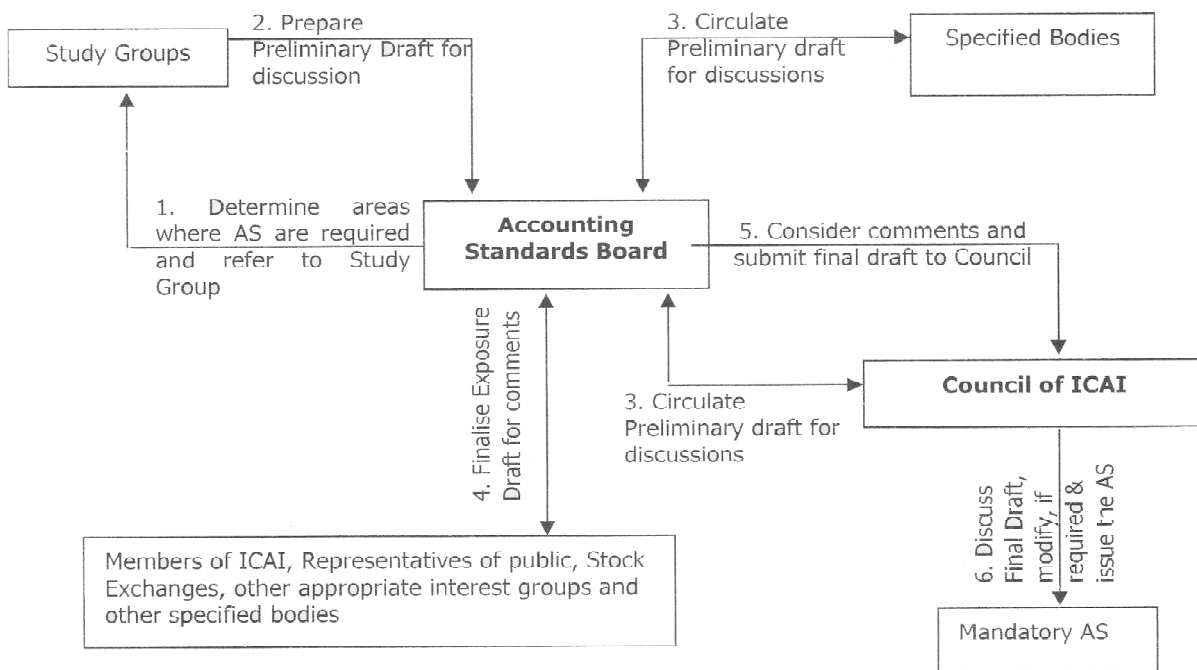 Study Groups
2. Prepare
Preliminary Draft for
discussion
3. Circulate
Preliminary draft
for discussions
Specified Bodies
1. Determine areas
where AS are required
and refer to Study
Group
Accounting
Standards Board
5. Consider comments and
submit final draft to Council
4. Finalise Exposure
Draft for comments
3. Circulate
Preliminary draft for
discussions
Council of ICAI
6. Discuss
Final Draft,
modify, if
required &
issue the AS
Members of ICAI, Representatives of public, Stock
Exchanges, other appropriate interest groups and
other specified bodies
Mandatory AS